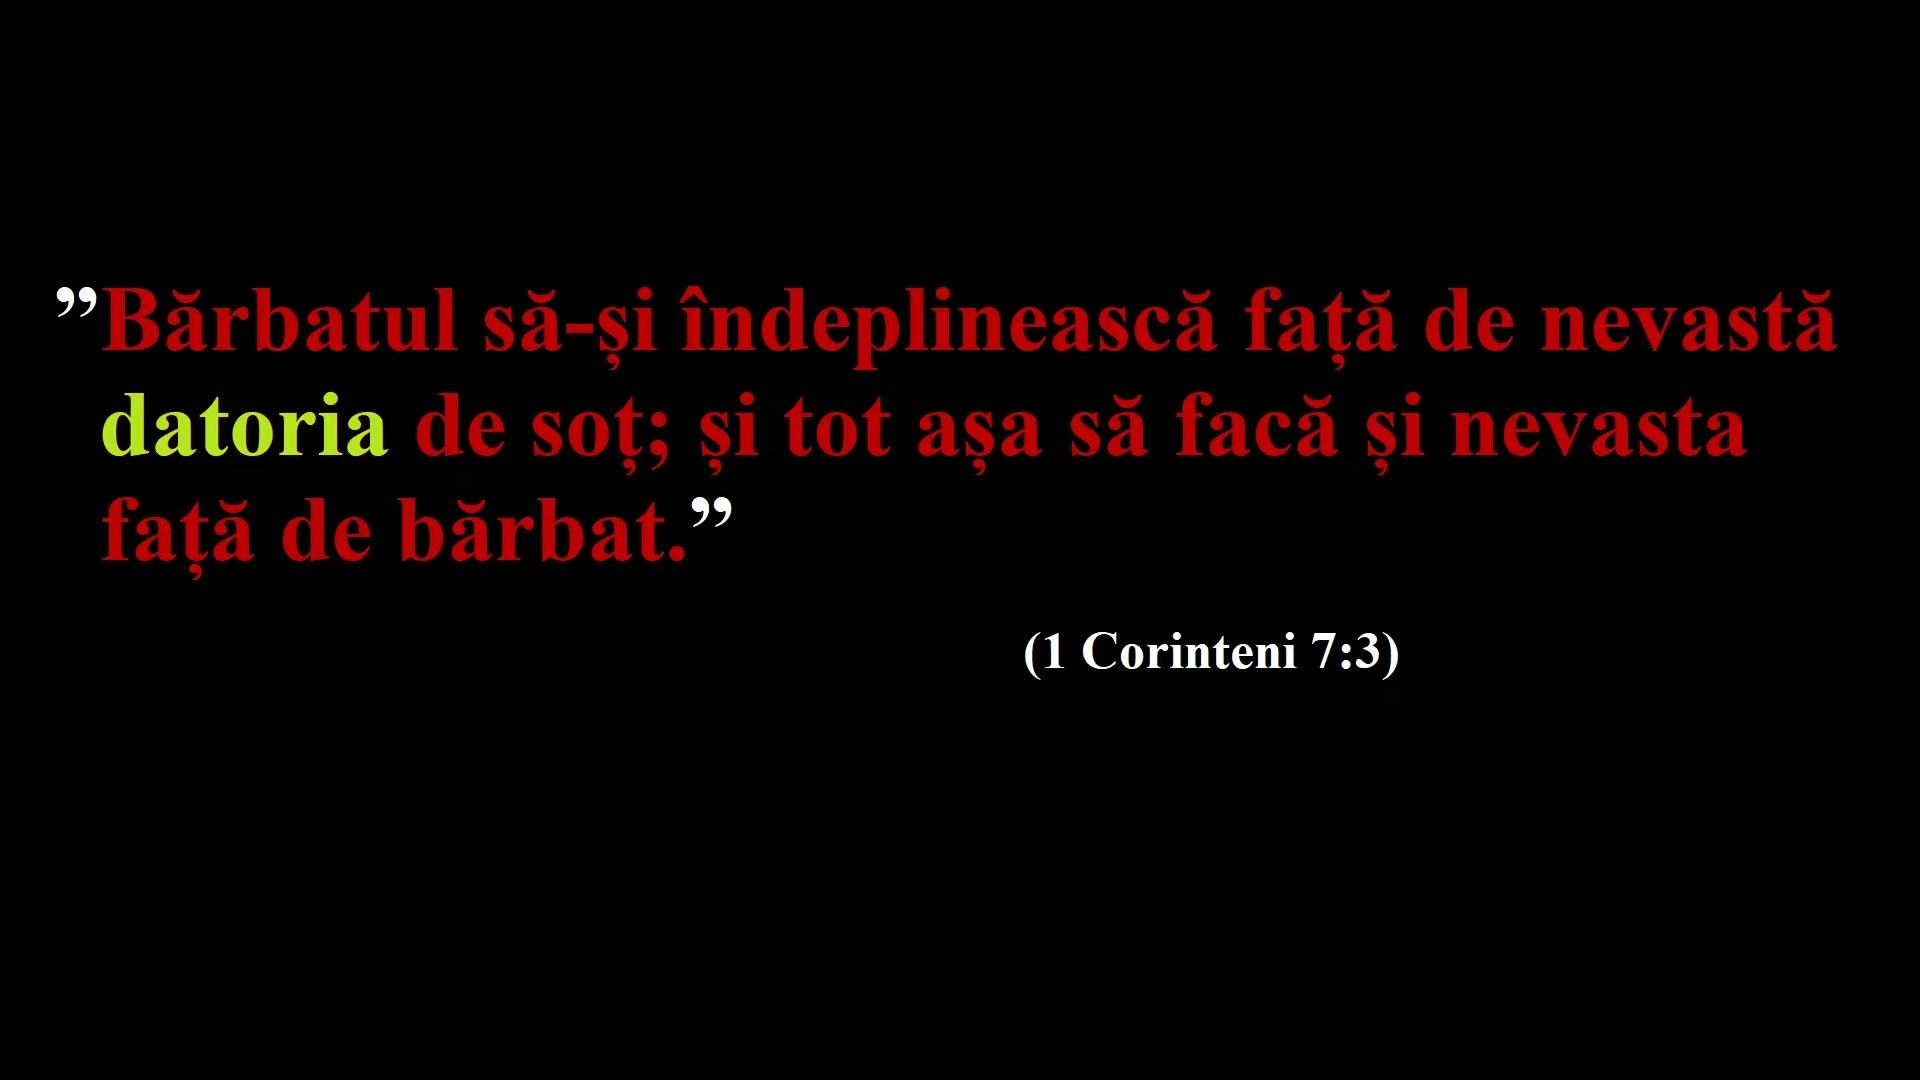 ”Bărbatul să-și îndeplinească față de nevastă
datoria de soț; și tot așa să facă și nevasta
față de bărbat.”
(1 Corinteni 7:3)